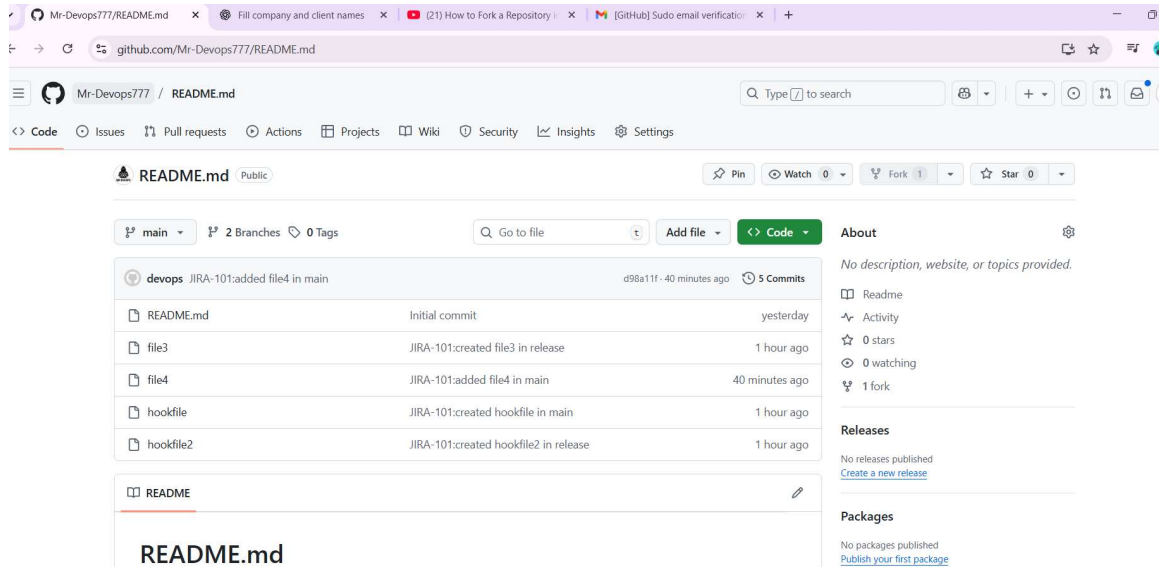 Mr-Devops777/README.md
Fill company and client names
(21) How to Fork a Repository i
[GitHub] Sudo email verification
github.com/Mr-Devops777/README.md
Mr-Devops777 / README.md
Type / to search
Code Issues Pull requests Actions Projects Wiki Security Insights Settings
README.md Public
Pin Watch 0 Fork 1 Star 0
main 2 Branches 0 Tags Go to file t Add file Code
devops JIRA-101:added file4 in main d98a11f · 40 minutes ago 5 Commits
README.md Initial commit yesterday
file3 JIRA-101:created file3 in release 1 hour ago
file4 JIRA-101:added file4 in main 40 minutes ago
hookfile JIRA-101:created hookfile in main 1 hour ago
hookfile2 JIRA-101:created hookfile2 in release 1 hour ago
README
README.md
About
No description, website, or topics provided.
Readme
Activity
0 stars
0 watching
1 fork
Releases
No releases published
Create a new release
Packages
No packages published
Publish your first package